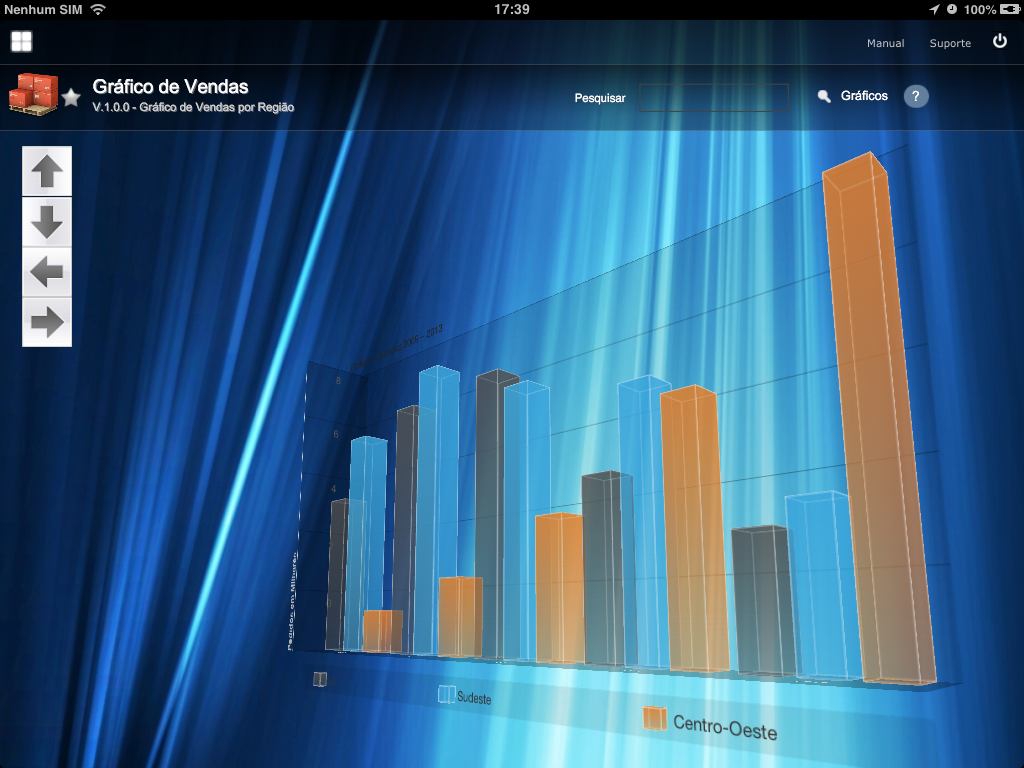 Nenhum SIM 17:39 100%
Manual Suporte
Gráfico de Vendas
V.1.0.0 - Gráfico de Vendas por Região
Pesquisar Gráficos ?
2006 - 2013
8
6
4
Pedidos em Milhares
Sudeste
Centro-Oeste